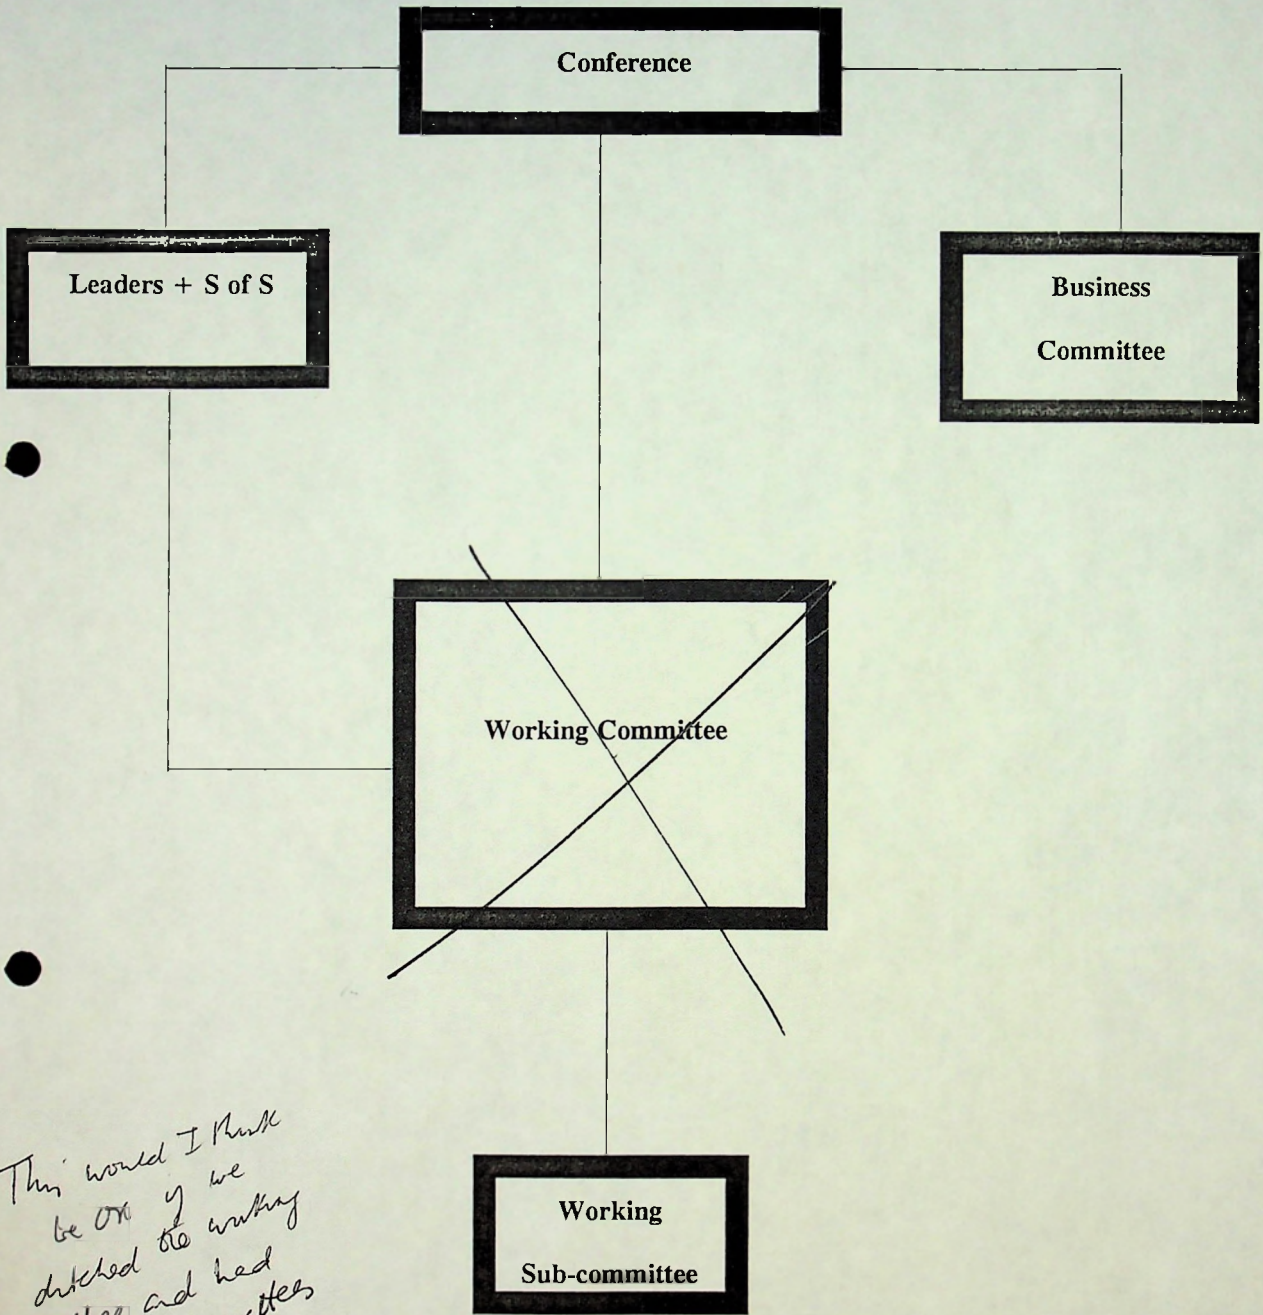 Conference
Leaders + S of S
Business
Committee
Working Committee
Working
Sub-committee
This would I think
be OK if we
ditched the working
and had